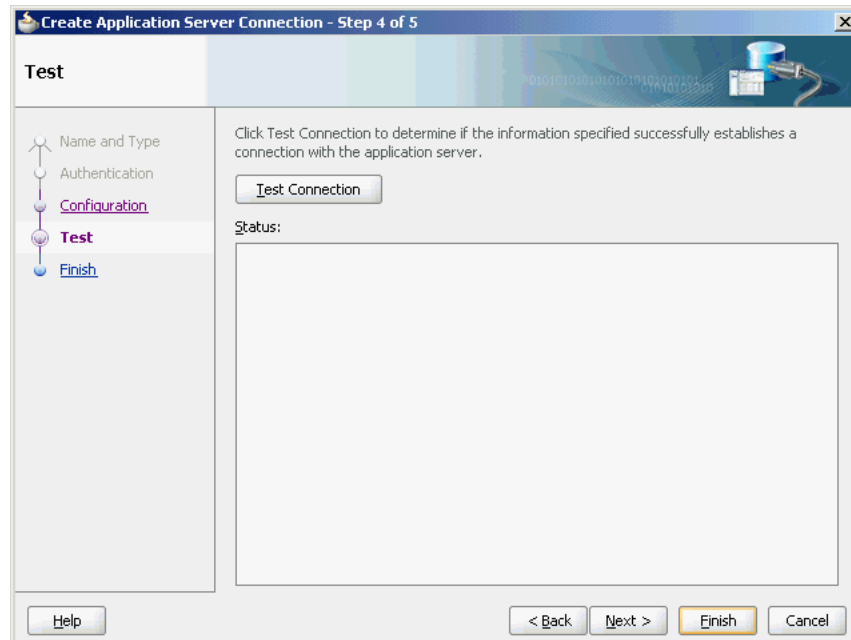 Create Application Server Connection - Step 4 of 5
Test
Name and Type
Authentication
Configuration
Test
Finish
Click Test Connection to determine if the information specified successfully establishes a
connection with the application server.
Test Connection
Status:
Help
< Back
Next >
Finish
Cancel